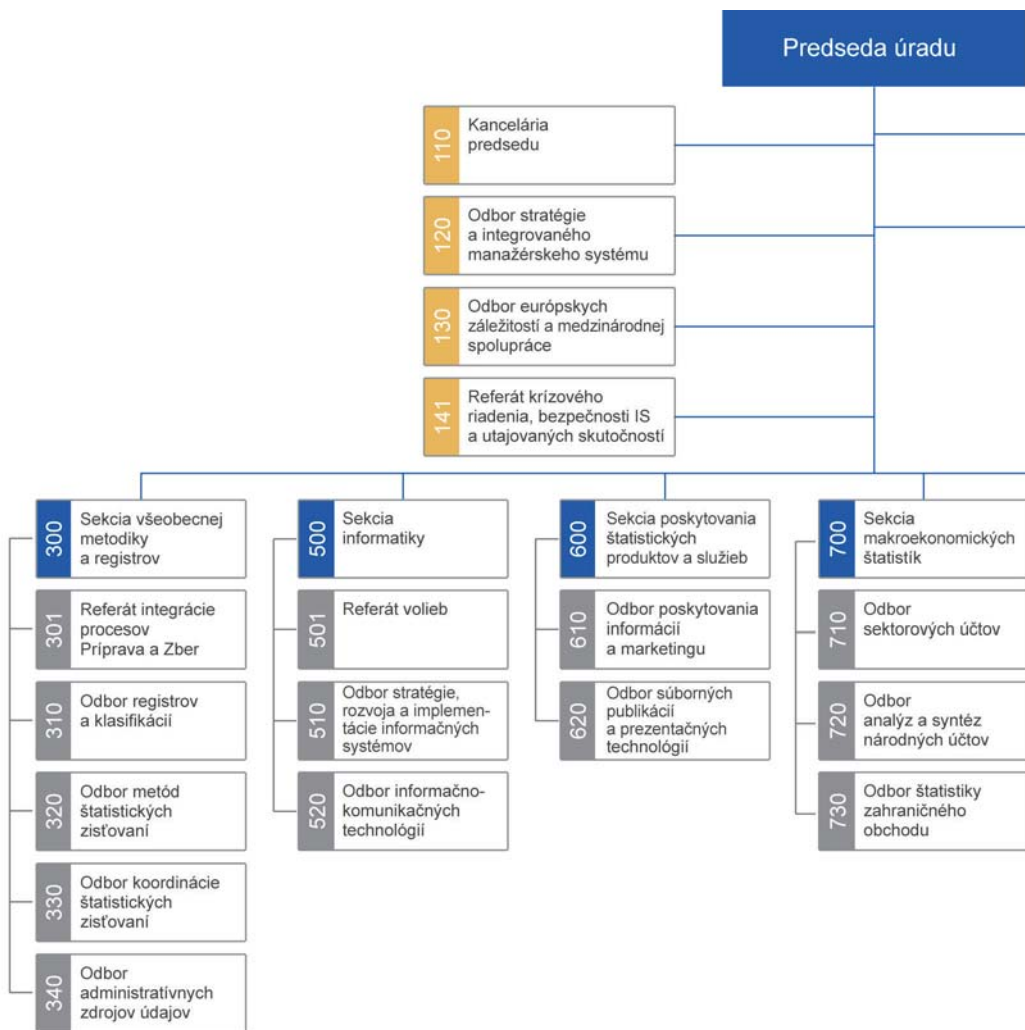 Predseda úradu
110
Kancelária
predsedu
120
Odbor stratégie
a integrovaného
manažérskeho systému
130
Odbor európskych
záležitostí a medzinárodnej
spolupráce
141
Referát krízového
riadenia, bezpečnosti IS
a utajovaných skutočností
300
Sekcia všeobecnej
metodiky
a registrov
301
Referát integrácie
procesov
Príprava a Zber
310
Odbor registrov
a klasifikácií
320
Odbor metód
štatistických
zisťovaní
330
Odbor koordinácie
štatistických
zisťovaní
340
Odbor
administratívnych
zdrojov údajov
500
Sekcia
informatiky
501
Referát volieb
510
Odbor stratégie,
rozvoja a implemen-
tácie informačných
systémov
520
Odbor informačno-
komunikačných
technológií
600
Sekcia poskytovania
štatistických
produktov a služieb
610
Odbor poskytovania
informácií
a marketingu
620
Odbor súborných
publikácií
a prezentačných
technológií
700
Sekcia
makroekonomických
štatistík
710
Odbor
sektorových účtov
720
Odbor
analýz a syntéz
národných účtov
730
Odbor štatistiky
zahraničného
obchodu